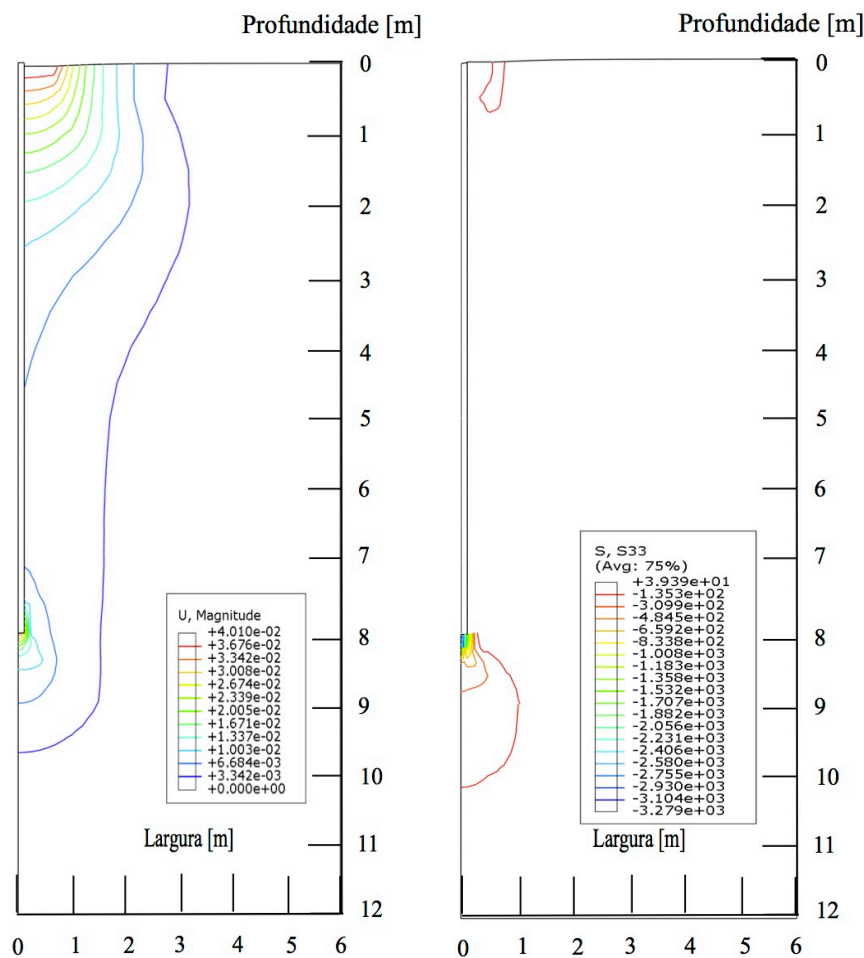 Profundidade [m]
0
1
2
3
4
5
6
7
8
9
10
11
12
U, Magnitude
+4.010e-02
+3.676e-02
+3.342e-02
+3.008e-02
+2.674e-02
+2.339e-02
+2.005e-02
+1.671e-02
+1.337e-02
+1.003e-02
+6.684e-03
+3.342e-03
+0.000e+00
Largura [m]
0 1 2 3 4 5 6
Profundidade [m]
0
1
2
3
4
5
6
7
8
9
10
11
12
S, S33
(Avg: 75%)
+3.939e+01
-1.353e+02
-3.099e+02
-4.845e+02
-6.592e+02
-8.338e+02
-1.008e+03
-1.183e+03
-1.358e+03
-1.532e+03
-1.707e+03
-1.882e+03
-2.056e+03
-2.231e+03
-2.406e+03
-2.580e+03
-2.755e+03
-2.930e+03
-3.104e+03
-3.279e+03
Largura [m]
0 1 2 3 4 5 6